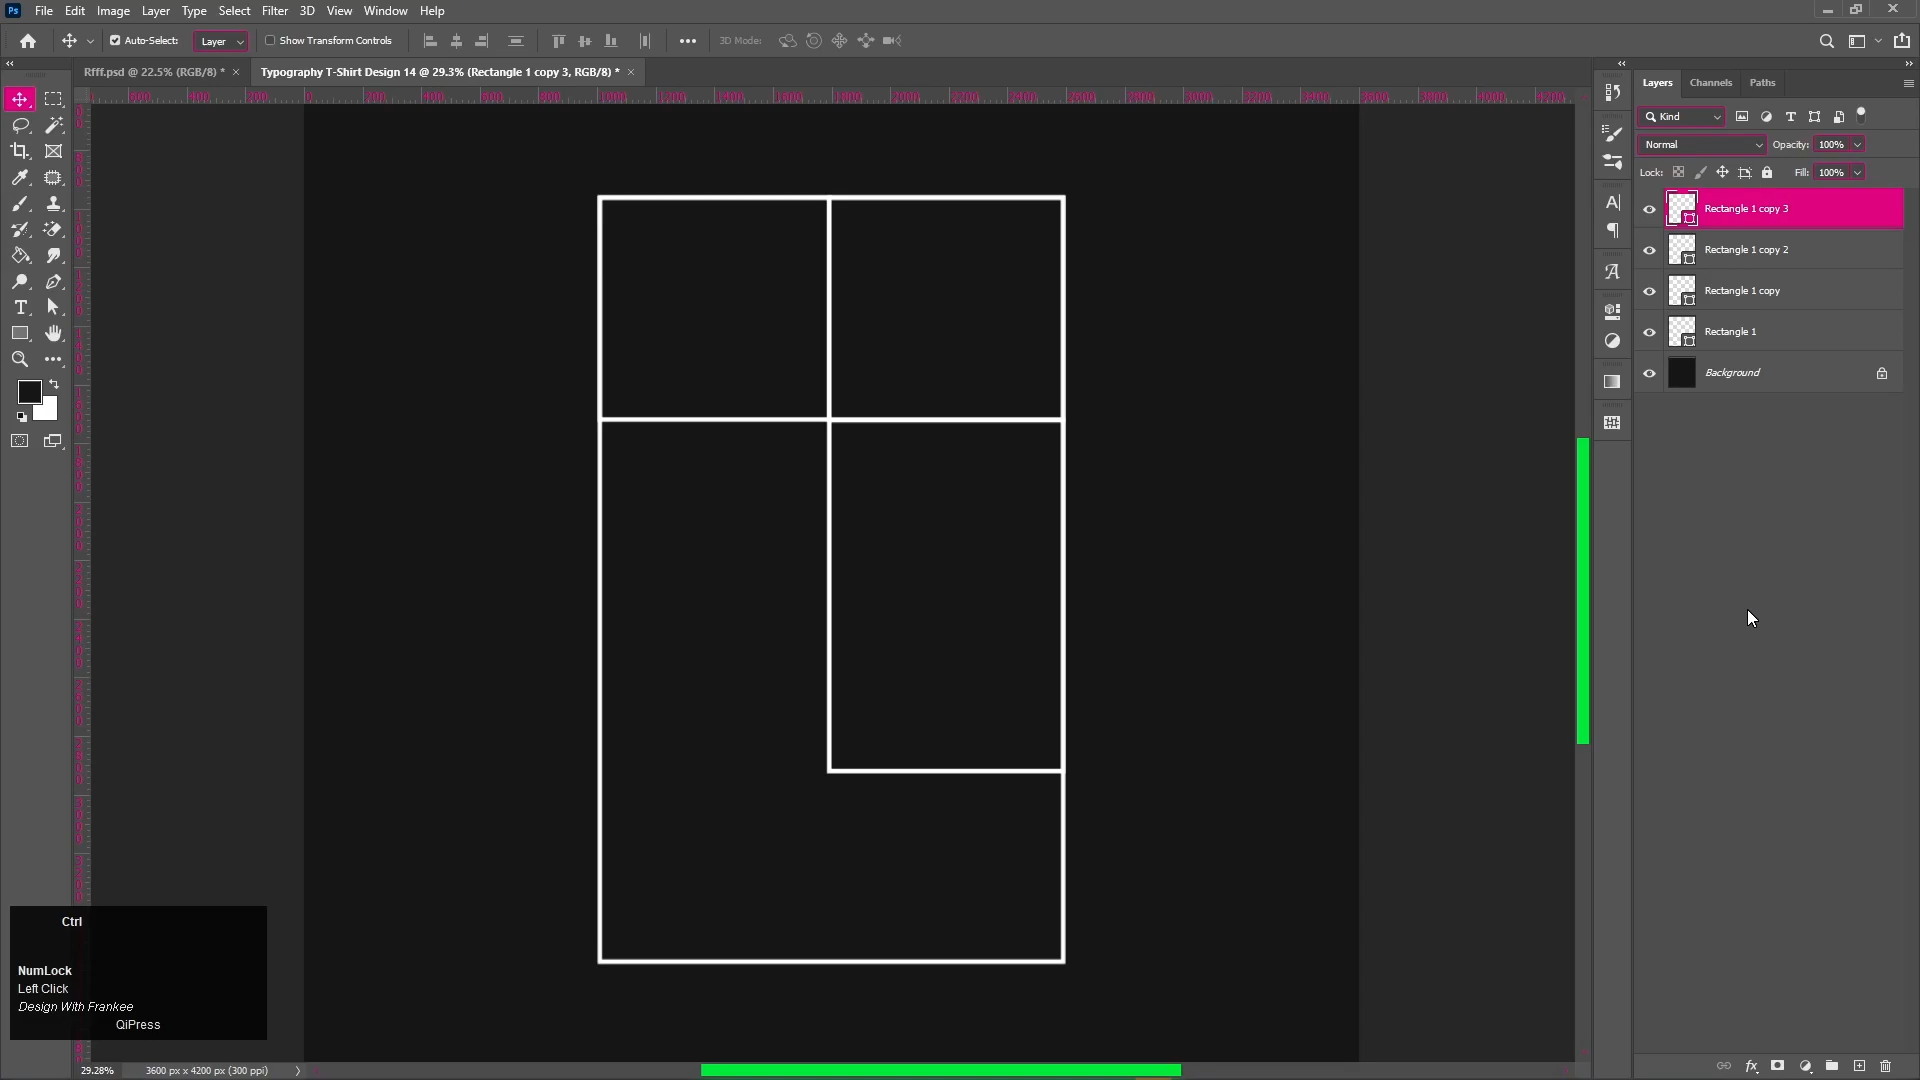 Ps File Edit Image Layer Type Select Filter 3D View Window Help
Auto-Select: Layer Show Transform Controls 3D Mode:
Rfff.psd @ 22.5% (RGB/8) * × Typography T-Shirt Design 14 @ 29.3% (Rectangle 1 copy 3, RGB/8) * ×
Layers Channels Paths
Kind
Normal Opacity: 100%
Lock: Fill: 100%
Rectangle 1 copy 3
Rectangle 1 copy 2
Rectangle 1 copy
Rectangle 1
Background
Ctrl
NumLock
Left Click
Design With Frankee
QiPress
29.28% 3600 px x 4200 px (300 ppi)